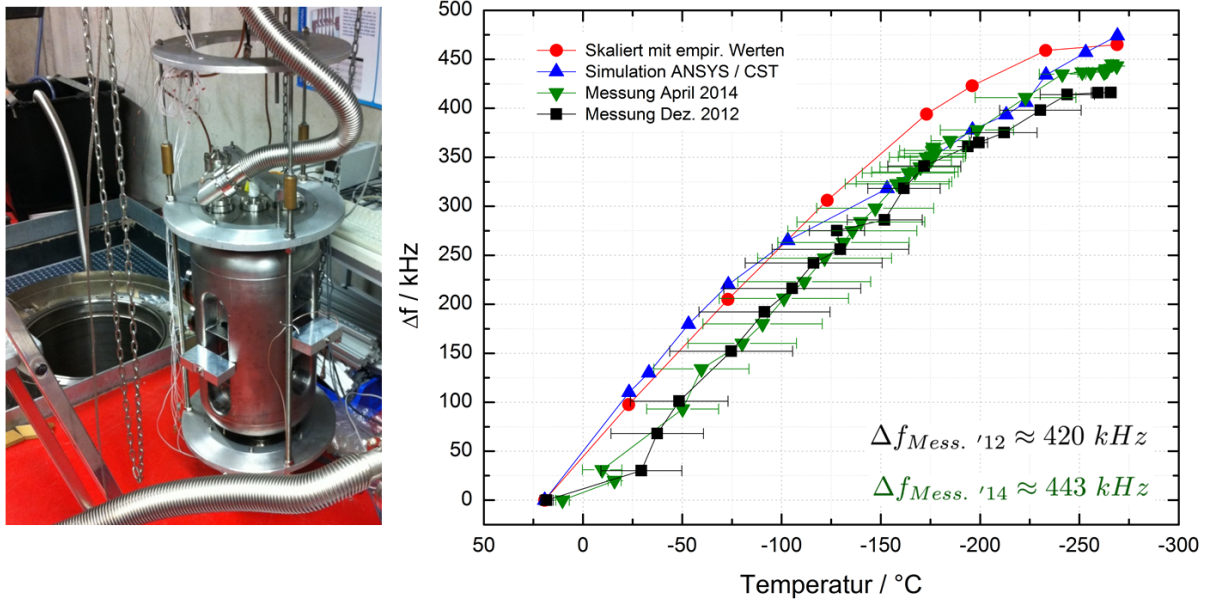 500
450
400
350
300
250
200
150
100
50
0
Δf / kHz
Skaliert mit empir. Werten
Simulation ANSYS / CST
Messung April 2014
Messung Dez. 2012
Δf_Mess. '12 ≈ 420 kHz
Δf_Mess. '14 ≈ 443 kHz
50 0 -50 -100 -150 -200 -250 -300
Temperatur / °C